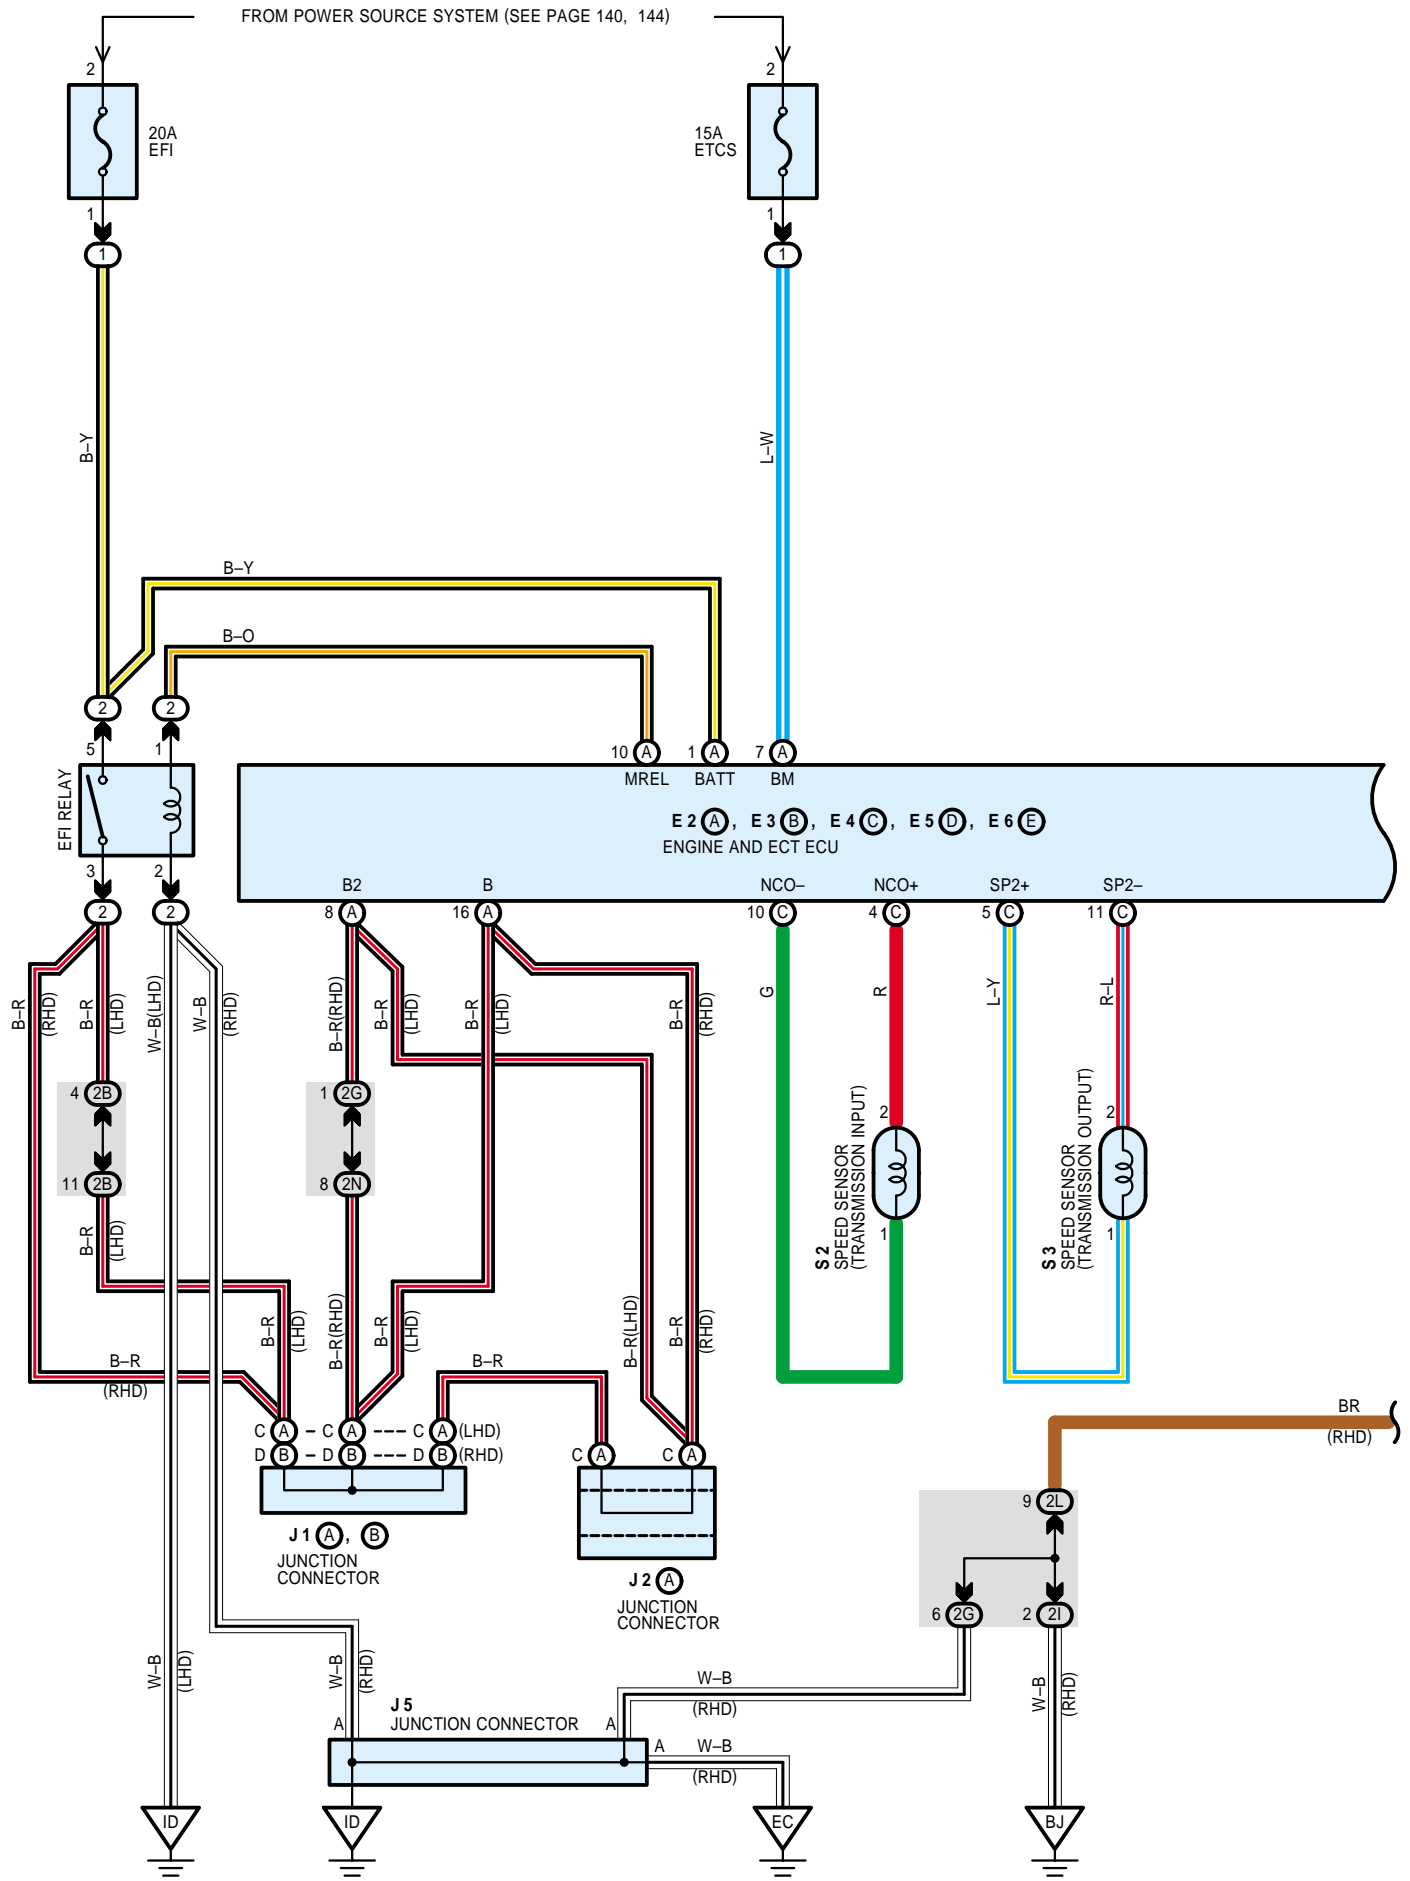 FROM POWER SOURCE SYSTEM (SEE PAGE 140, 144)
2
2
20A
EFI
15A
ETCS
1
1
1
1
B–Y
L–W
B–Y
B–O
2
2
5
1
10 A
1 A
7 A
MREL
BATT
BM
EFI RELAY
E2 A, E3 B, E4 C, E5 D, E6 E
ENGINE AND ECT ECU
3
2
B2
B
NCO–
NCO+
SP2+
SP2–
2
2
8 A
16 A
10 C
4 C
5 C
11 C
B–R
(RHD)
B–R
(LHD)
W–B(LHD)
W–B
(RHD)
B–R(RHD)
B–R
(LHD)
B–R
(LHD)
B–R
(RHD)
G
R
L–Y
R–L
4 2B
1 2G
2
2
11 2B
8 2N
S2
SPEED SENSOR
(TRANSMISSION INPUT)
S3
SPEED SENSOR
(TRANSMISSION OUTPUT)
1
1
B–R
(LHD)
B–R
(LHD)
B–R(RHD)
B–R
(LHD)
B–R(LHD)
B–R
(RHD)
B–R
(RHD)
B–R
C A – C A ––– C A (LHD)
D B – D B ––– D B (RHD)
C A
C A
BR
(RHD)
J1 A, B
JUNCTION
CONNECTOR
J2 A
JUNCTION
CONNECTOR
9 2L
6 2G
2 2I
W–B
(LHD)
W–B
(RHD)
W–B
(RHD)
W–B
(RHD)
J5
JUNCTION CONNECTOR
A
A
A
W–B
(RHD)
ID
ID
EC
BJ